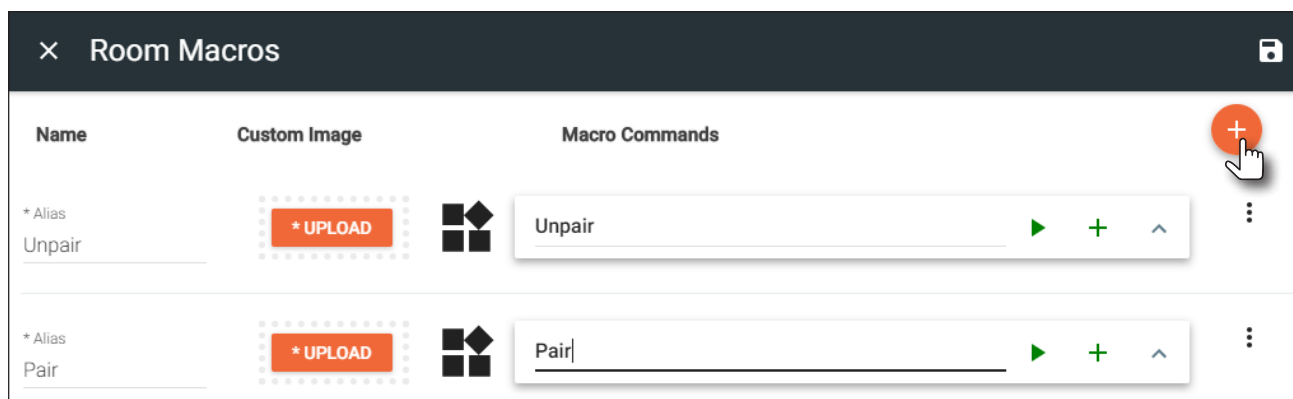 Room Macros
Name Custom Image Macro Commands
* Alias
Unpair
* UPLOAD
Unpair
* Alias
Pair
* UPLOAD
Pair